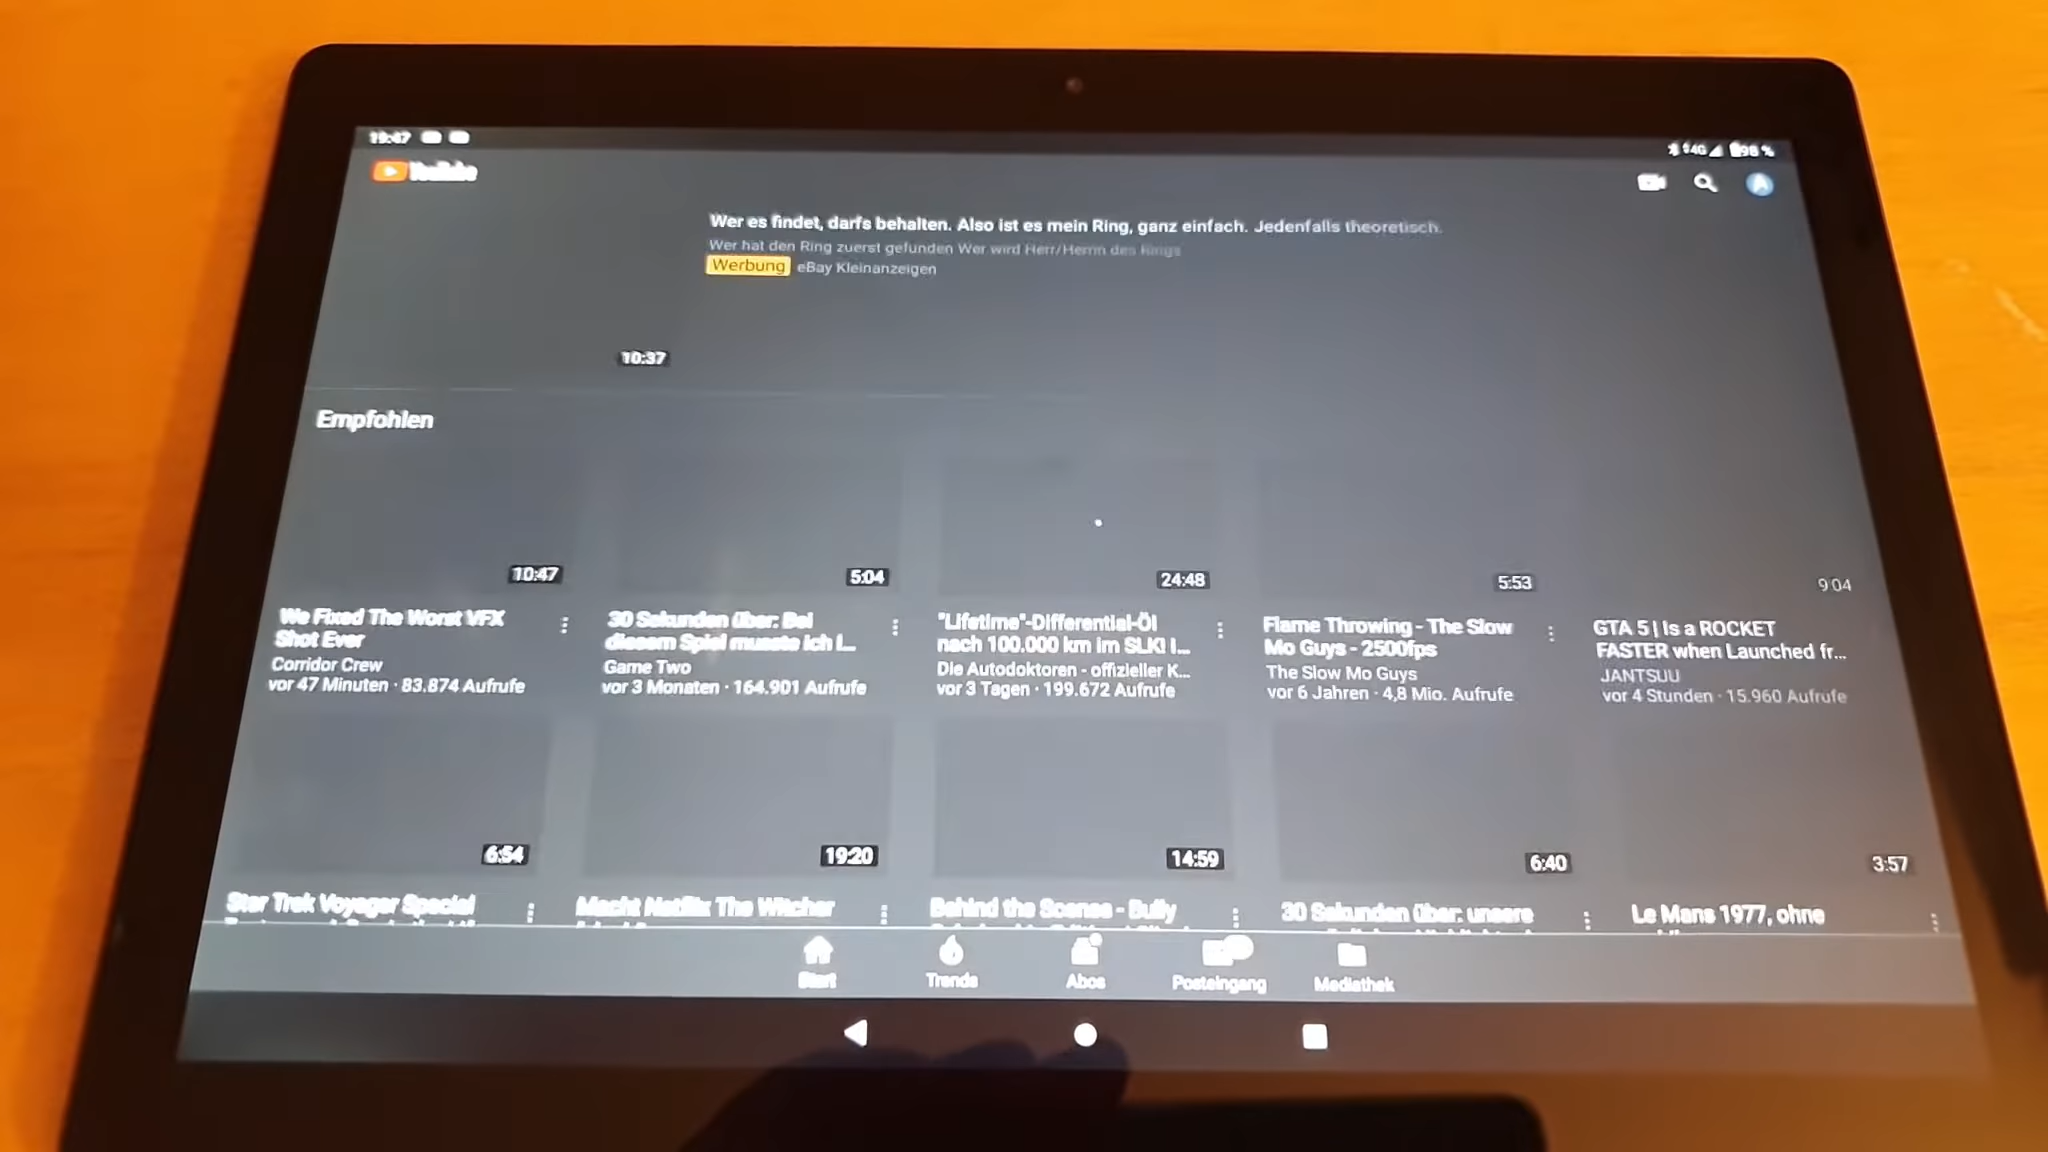 19:47
4G 98 %
YouTube
Wer es findet, darfs behalten. Also ist es mein Ring, ganz einfach. Jedenfalls theoretisch.
Wer hat den Ring zuerst gefunden Wer wird Herr/Herrin des Rings
Werbung eBay Kleinanzeigen
10:37
Empfohlen
10:47
5:04
24:48
5:53
9:04
We Fixed The Worst VFX
Shot Ever
Corridor Crew
vor 47 Minuten · 83.874 Aufrufe
30 Sekunden über: Bei
diesem Spiel musste ich l...
Game Two
vor 3 Monaten · 164.901 Aufrufe
"Lifetime"-Differential-Öl
nach 100.000 km im SLK! I...
Die Autodoktoren - offizieller K...
vor 3 Tagen · 199.672 Aufrufe
Flame Throwing - The Slow
Mo Guys - 2500fps
The Slow Mo Guys
vor 6 Jahren · 4,8 Mio. Aufrufe
GTA 5 | Is a ROCKET
FASTER when Launched fr...
JANTSUU
vor 4 Stunden · 15.960 Aufrufe
6:54
19:20
14:59
6:40
3:57
Star Trek Voyager Special
Macht Netflix The Witcher
Behind the Scenes - Bully
30 Sekunden über: unsere
Le Mans 1977, ohne
Start
Trends
Abos
Posteingang
Mediathek